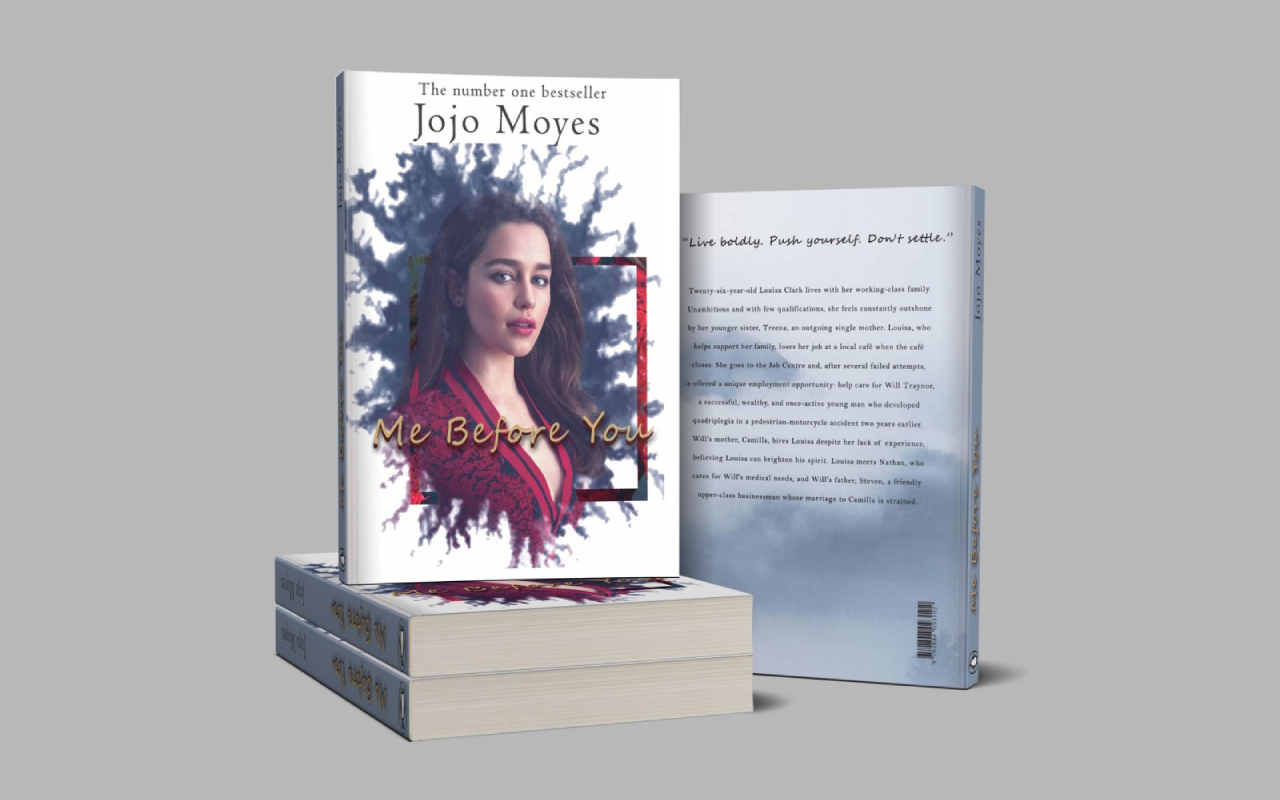 The number one bestseller
Jojo Moyes
Me Before You
Jojo Moyes
“Live boldly. Push yourself. Don't settle.”
Twenty-six-year-old Louisa Clark lives with her working-class family.
Unambitious and with few qualifications, she feels constantly outshone
by her younger sister, Treena, an outgoing single mother. Louisa, who
helps support her family, loses her job at a local café when the café
closes. She goes to the Job Centre and, after several failed attempts,
is offered a unique employment opportunity: help care for Will Traynor,
a successful, wealthy, and once-active young man who developed
quadriplegia in a pedestrian-motorcycle accident two years earlier.
Will's mother, Camilla, hires Louisa despite her lack of experience,
believing Louisa can brighten his spirit. Louisa meets Nathan, who
cares for Will's medical needs, and Will's father, Steven, a friendly
upper-class businessman whose marriage to Camilla is strained.
Jojo Moyes
Me Before You
Me Before You
Jojo Moyes
Me Before You
Jojo Moyes
Me Before You